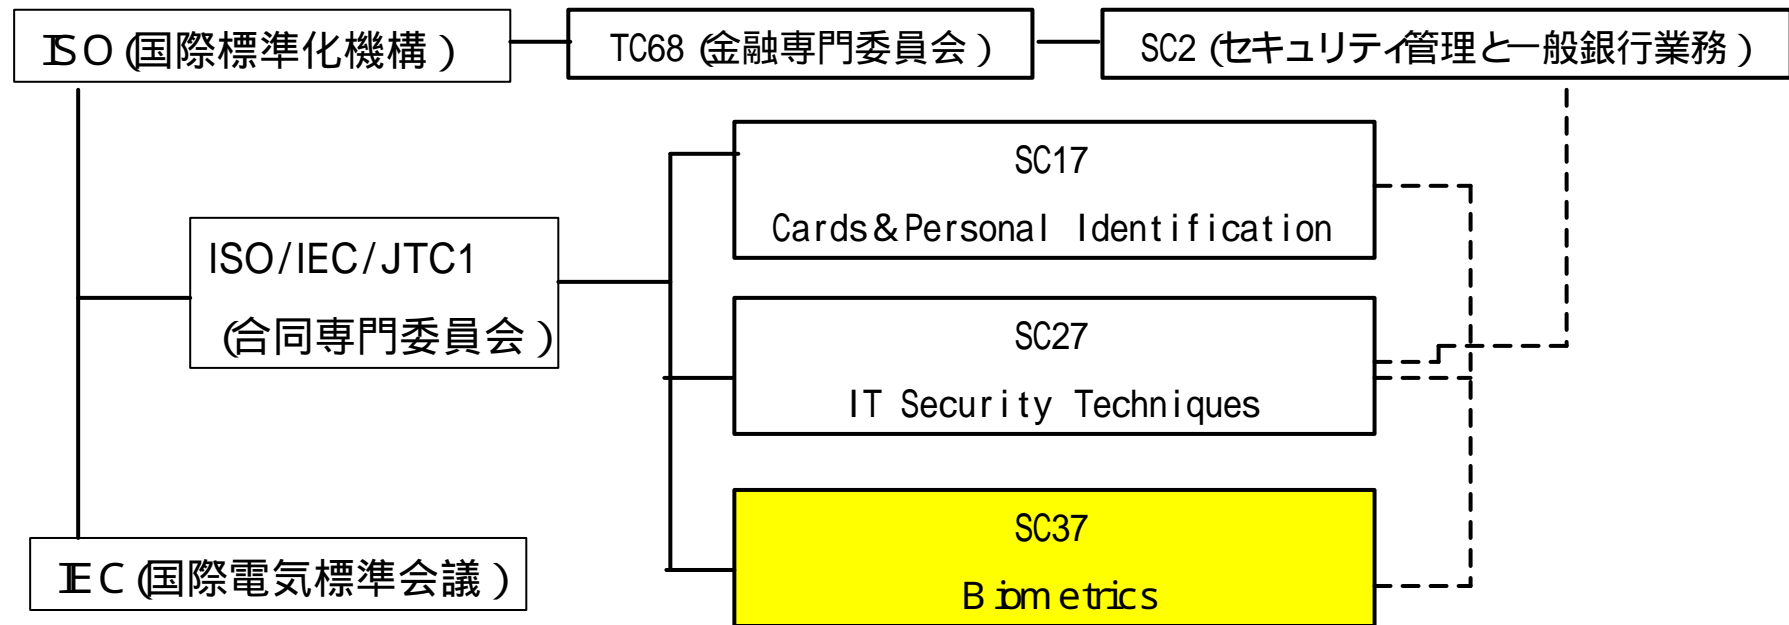 ISO (国際標準化機構)
TC68 (金融専門委員会)
SC2 (セキュリティ管理と一般銀行業務)
SC17
Cards&Personal Identification
ISO/IEC/JTC1
(合同専門委員会)
SC27
IT Security Techniques
SC37
Biometrics
IEC (国際電気標準会議)